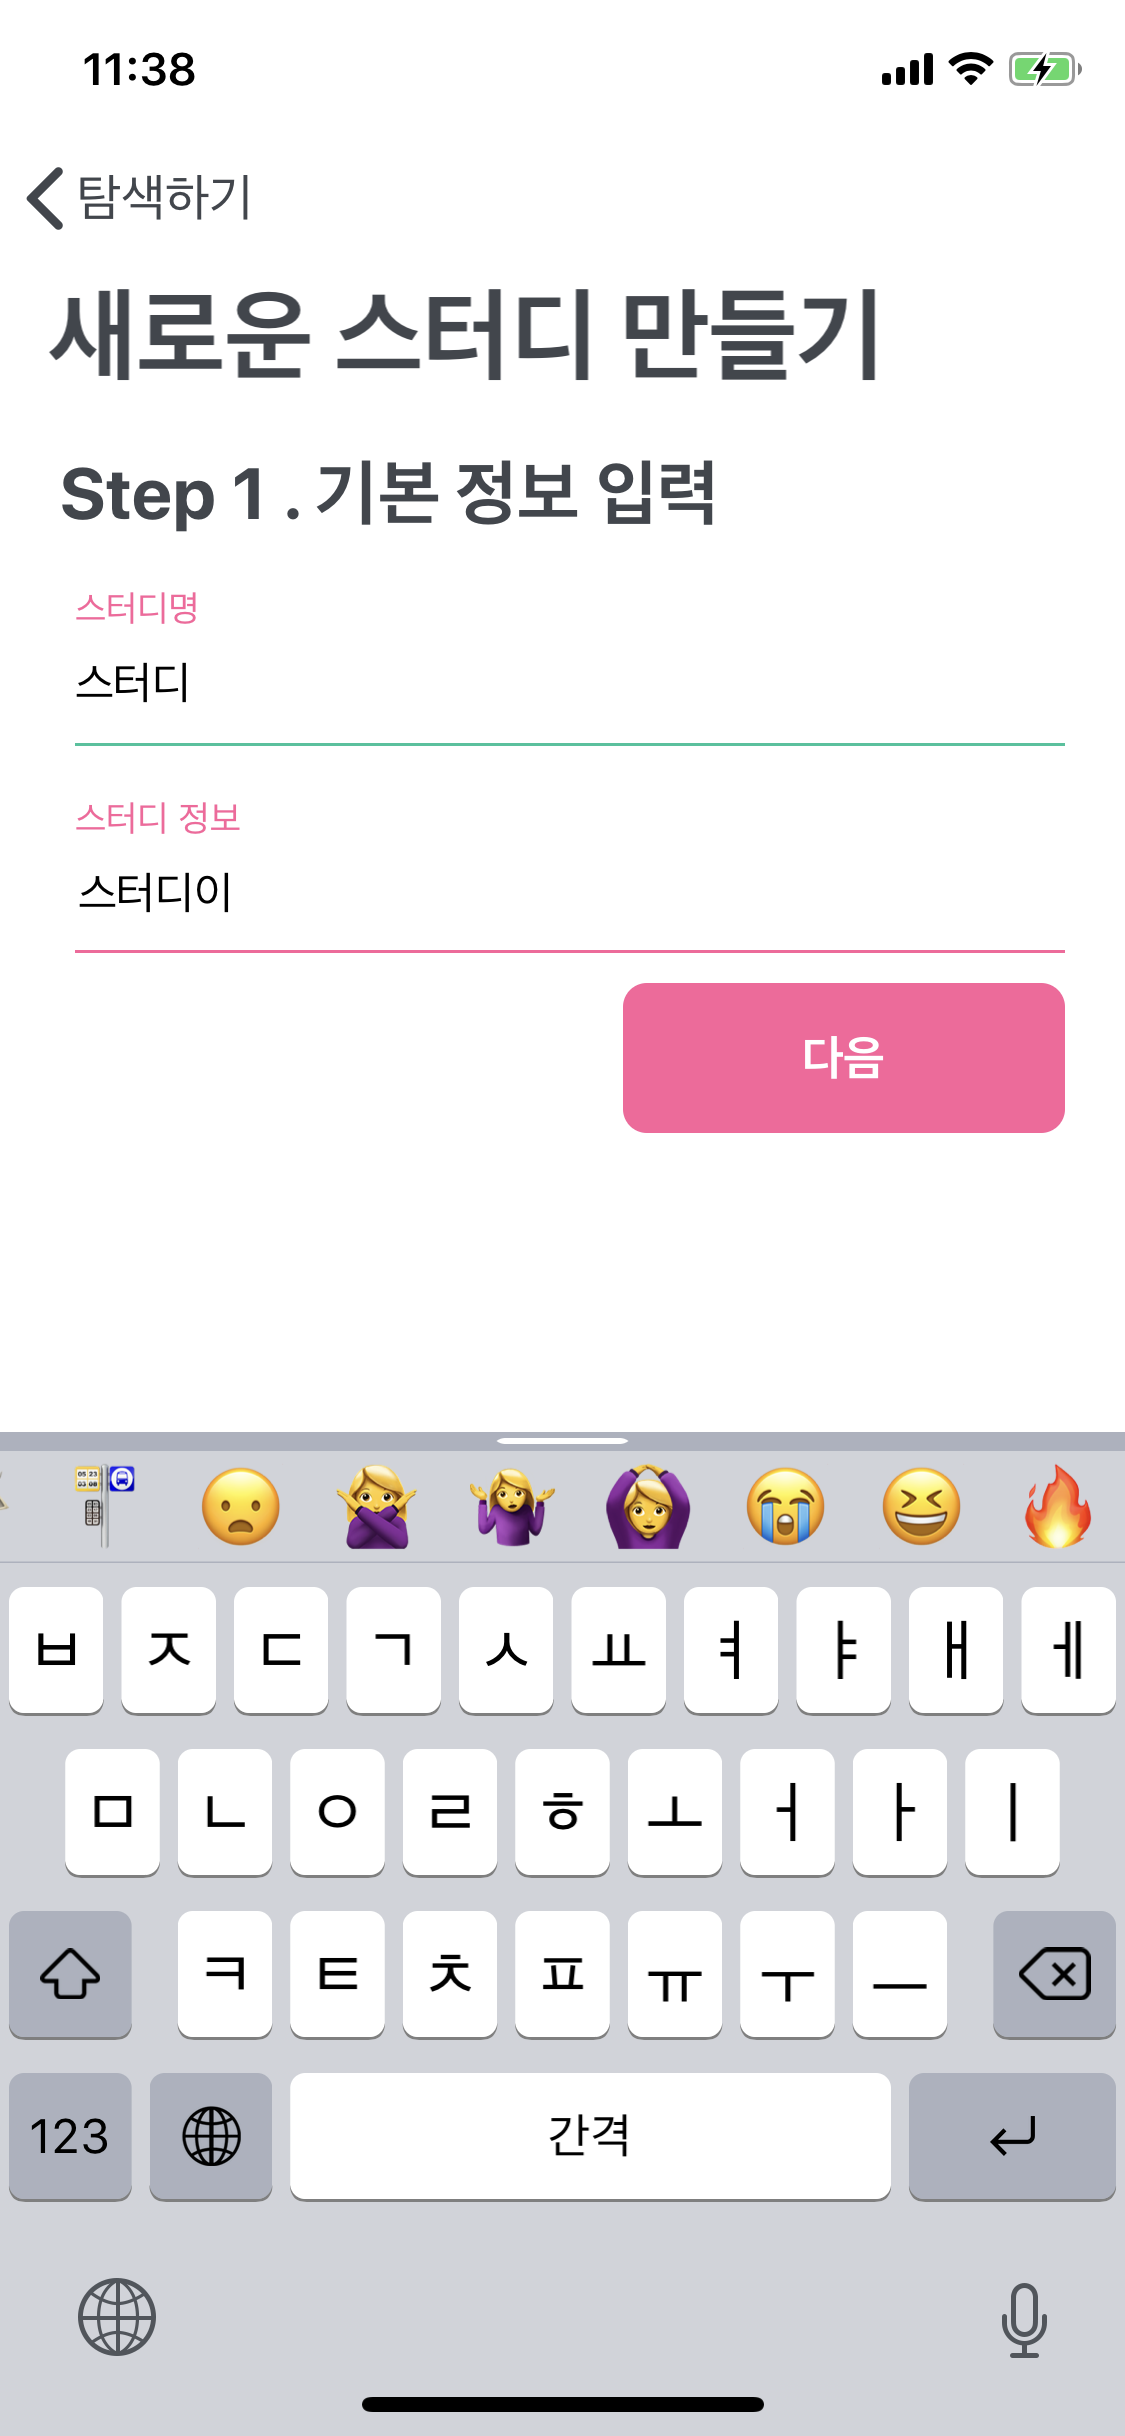 11:38
탐색하기
새로운 스터디 만들기
Step 1 . 기본 정보 입력
스터디명
스터디
스터디 정보
스터디이
다음
ㅂ ㅈ ㄷ ㄱ ㅅ ㅛ ㅕ ㅑ ㅐ ㅔ
ㅁ ㄴ ㅇ ㄹ ㅎ ㅗ ㅓ ㅏ ㅣ
ㅋ ㅌ ㅊ ㅍ ㅠ ㅜ ㅡ
123 간격